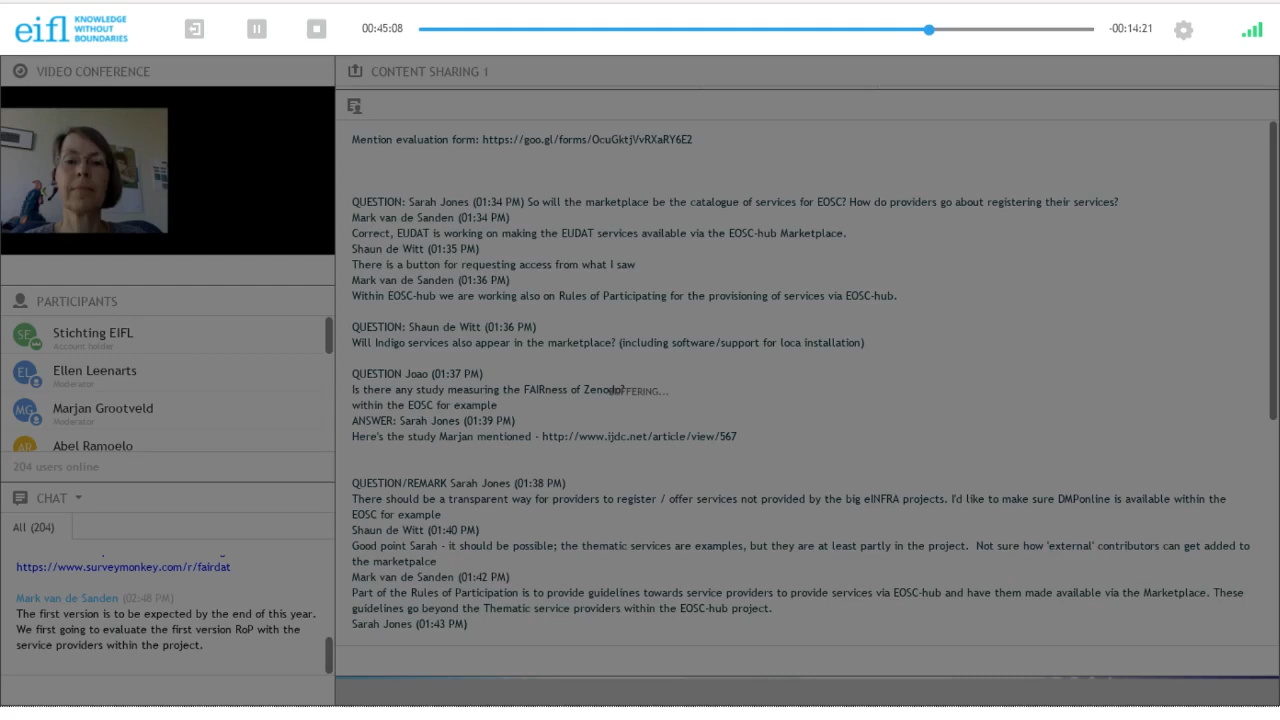 eifl KNOWLEDGE
WITHOUT
BOUNDARIES
00:45:08
-00:14:21
VIDEO CONFERENCE
CONTENT SHARING 1
Mention evaluation form: https://goo.gl/forms/OcuGktjVvRXaRY6E2
QUESTION: Sarah Jones (01:34 PM) So will the marketplace be the catalogue of services for EOSC? How do providers go about registering their services?
Mark van de Sanden (01:34 PM)
Correct, EUDAT is working on making the EUDAT services available via the EOSC-hub Marketplace.
Shaun de Witt (01:35 PM)
There is a button for requesting access from what I saw
Mark van de Sanden (01:36 PM)
Within EOSC-hub we are working also on Rules of Participating for the provisioning of services via EOSC-hub.
QUESTION: Shaun de Witt (01:36 PM)
Will Indigo services also appear in the marketplace? (including software/support for loca installation)
QUESTION Joao (01:37 PM)
Is there any study measuring the FAIRness of Zenodo?
BUFFERING...
within the EOSC for example
ANSWER: Sarah Jones (01:39 PM)
Here's the study Marjan mentioned - http://www.ijdc.net/article/view/567
QUESTION/REMARK Sarah Jones (01:38 PM)
There should be a transparent way for providers to register / offer services not provided by the big eINFRA projects. I'd like to make sure DMPonline is available within the
EOSC for example
Shaun de Witt (01:40 PM)
Good point Sarah - it should be possible; the thematic services are examples, but they are at least partly in the project. Not sure how 'external' contributors can get added to
the marketpalce
Mark van de Sanden (01:42 PM)
Part of the Rules of Participation is to provide guidelines towards service providers to provide services via EOSC-hub and have them made available via the Marketplace. These
guidelines go beyond the Thematic service providers within the EOSC-hub project.
Sarah Jones (01:43 PM)
PARTICIPANTS
SE
Stichting EIFL
Account holder
EL
Ellen Leenarts
Moderator
MG
Marjan Grootveld
Moderator
AR
Abel Ramoelo
204 users online
CHAT
All (204)
https://www.surveymonkey.com/r/fairdat
Mark van de Sanden (02:48 PM)
The first version is to be expected by the end of this year.
We first going to evaluate the first version RoP with the
service providers within the project.